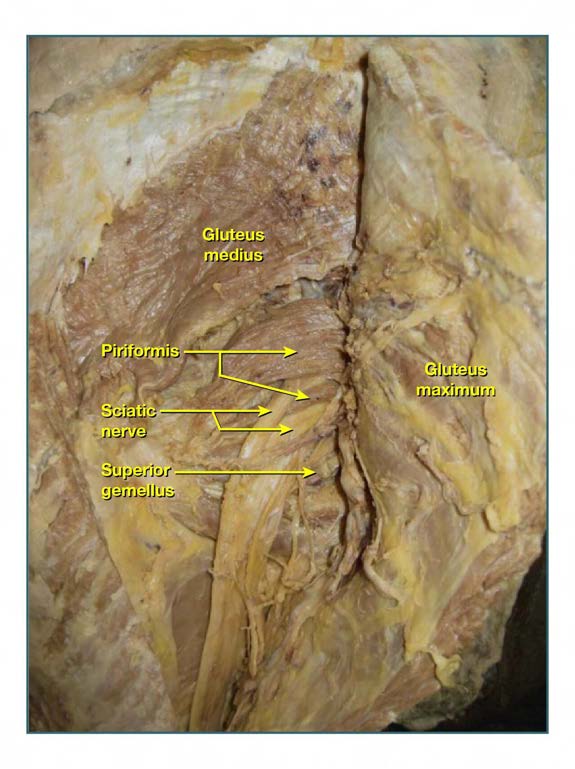 Gluteus
medius
Piriformis
Gluteus
maximum
Sciatic
nerve
Superior
gemellus